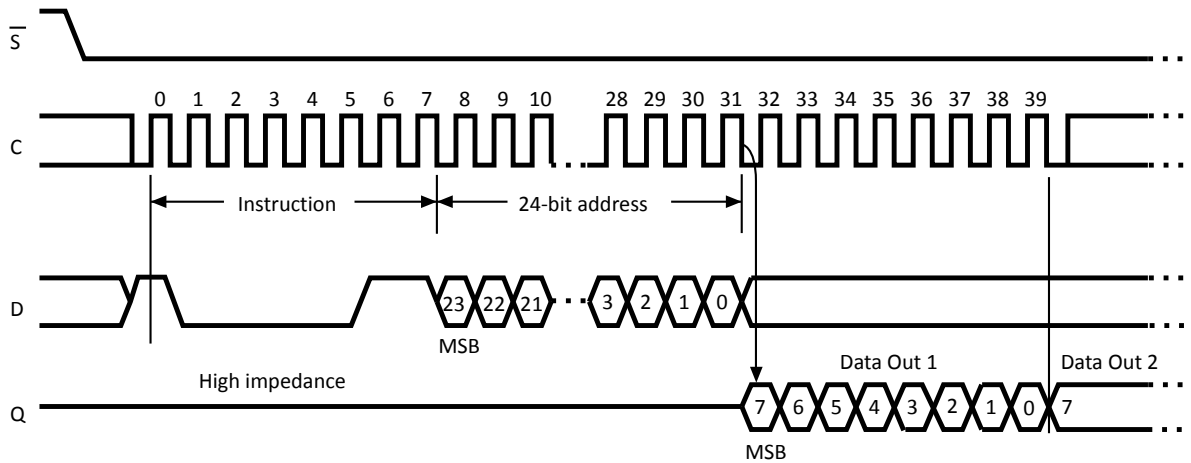 S
0 1 2 3 4 5 6 7 8 9 10 28 29 30 31 32 33 34 35 36 37 38 39
C
Instruction 24-bit address
D
23 22 21 3 2 1 0
MSB
High impedance
Data Out 1 Data Out 2
Q
7 6 5 4 3 2 1 0 7
MSB